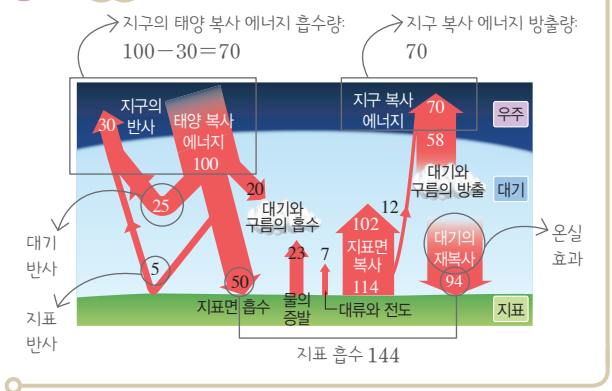 지구의 태양 복사 에너지 흡수량:
100-30=70
지구 복사 에너지 방출량:
70
지구의
반사
30
태양 복사
에너지
100
지구 복사
에너지
70
58
우주
대기와
구름의 방출
대기
25
20
대기와
구름의 흡수
12
102
지표면
복사
114
대기의
재복사
94
온실
효과
대기
반사
5
50
23
7
지표면 흡수
물의
증발
대류와 전도
지표
지표
반사
지표 흡수 144